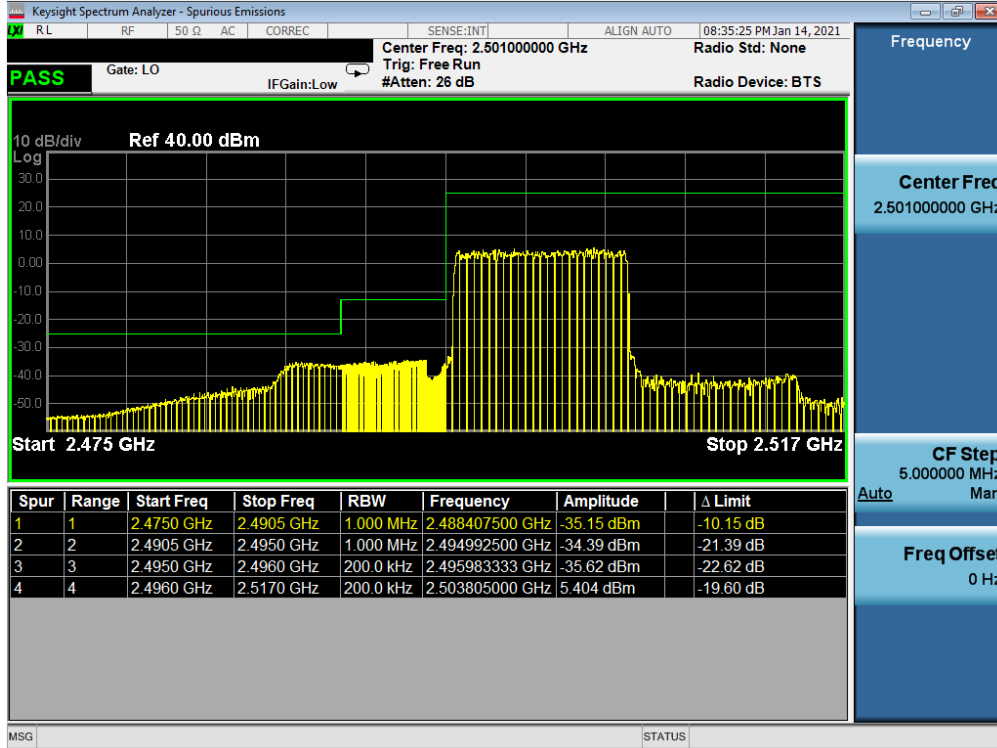 Keysight Spectrum Analyzer - Spurious Emissions
LXI RL RF 50 Ω AC CORREC SENSE:INT ALIGN AUTO 08:35:25 PM Jan 14, 2021
Center Freq: 2.501000000 GHz Radio Std: None
PASS Gate: LO Trig: Free Run
IFGain:Low #Atten: 26 dB Radio Device: BTS
10 dB/div Ref 40.00 dBm
Log
30.0
20.0
10.0
0.00
-10.0
-20.0
-30.0
-40.0
-50.0
Start 2.475 GHz Stop 2.517 GHz
Spur Range Start Freq Stop Freq RBW Frequency Amplitude Δ Limit
1 1 2.4750 GHz 2.4905 GHz 1.000 MHz 2.488407500 GHz -35.15 dBm -10.15 dB
2 2 2.4905 GHz 2.4950 GHz 1.000 MHz 2.494992500 GHz -34.39 dBm -21.39 dB
3 3 2.4950 GHz 2.4960 GHz 200.0 kHz 2.495983333 GHz -35.62 dBm -22.62 dB
4 4 2.4960 GHz 2.5170 GHz 200.0 kHz 2.503805000 GHz 5.404 dBm -19.60 dB
MSG STATUS
Frequency
Center Freq
2.501000000 GHz
CF Step
5.000000 MHz
Auto Man
Freq Offset
0 Hz